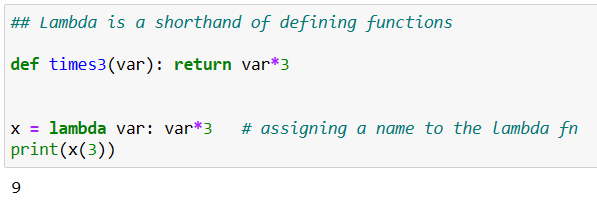 ## Lambda is a shorthand of defining functions
def times3(var): return var*3
x = lambda var: var*3   # assigning a name to the lambda fn
print(x(3))
9